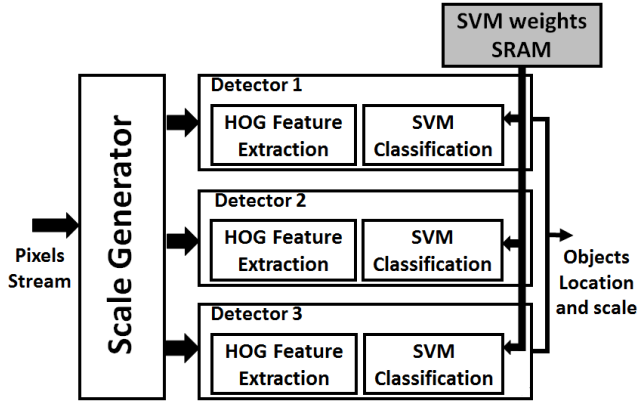 SVM weights
SRAM
Scale Generator
Pixels
Stream
Detector 1
HOG Feature
Extraction
SVM
Classification
Detector 2
HOG Feature
Extraction
SVM
Classification
Detector 3
HOG Feature
Extraction
SVM
Classification
Objects
Location
and scale